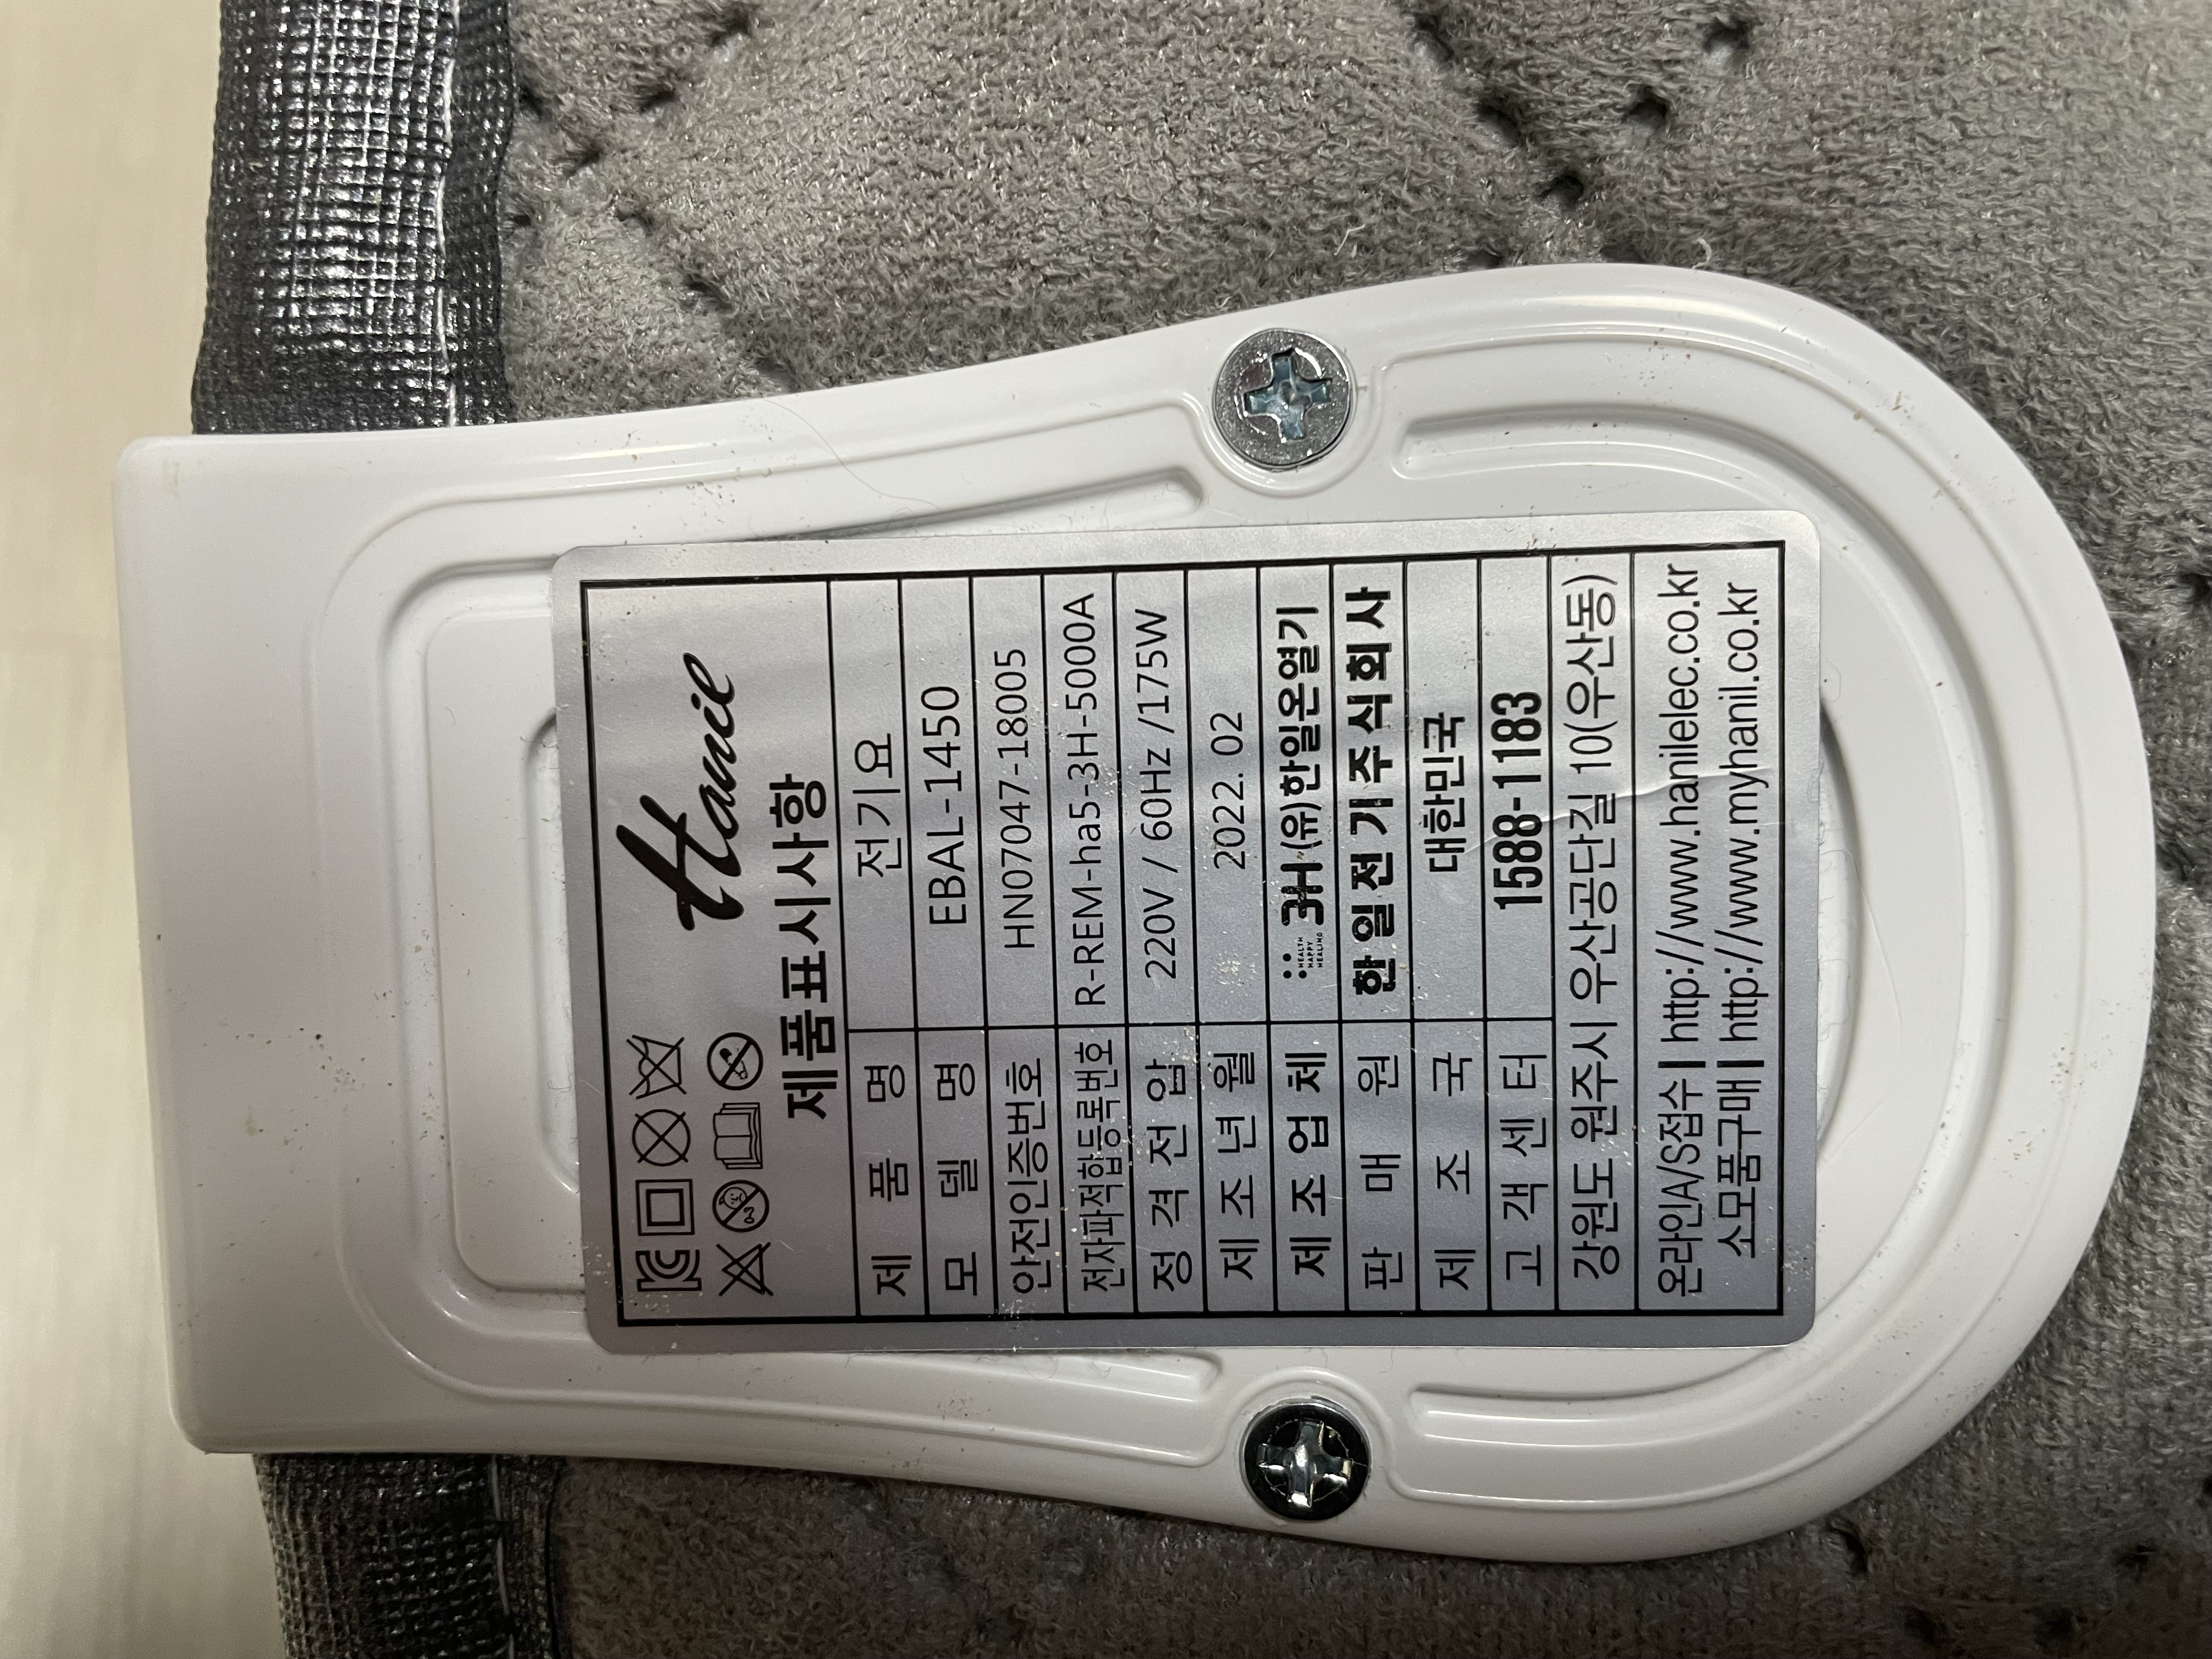 Hanil
제품표시사항
제 품 명 전기요
모 델 명 EBAL-1450
안전인증번호 HN07047-18005
전자파적합등록번호 R-REM-ha5-3H-5000A
정 격 전 압 220V / 60Hz /175W
제 조 년 월 2022. 02
제 조 업 체 HEALTH HAPPY HEALING 3H (유)한일온열기
판 매 원 한일전기주식회사
제 조 국 대한민국
고 객 센 터 1588-1183
강원도 원주시 우산공단길 10(우산동)
온라인A/S접수 | http://www.hanilelec.co.kr
소모품구매 | http://www.myhanil.co.kr